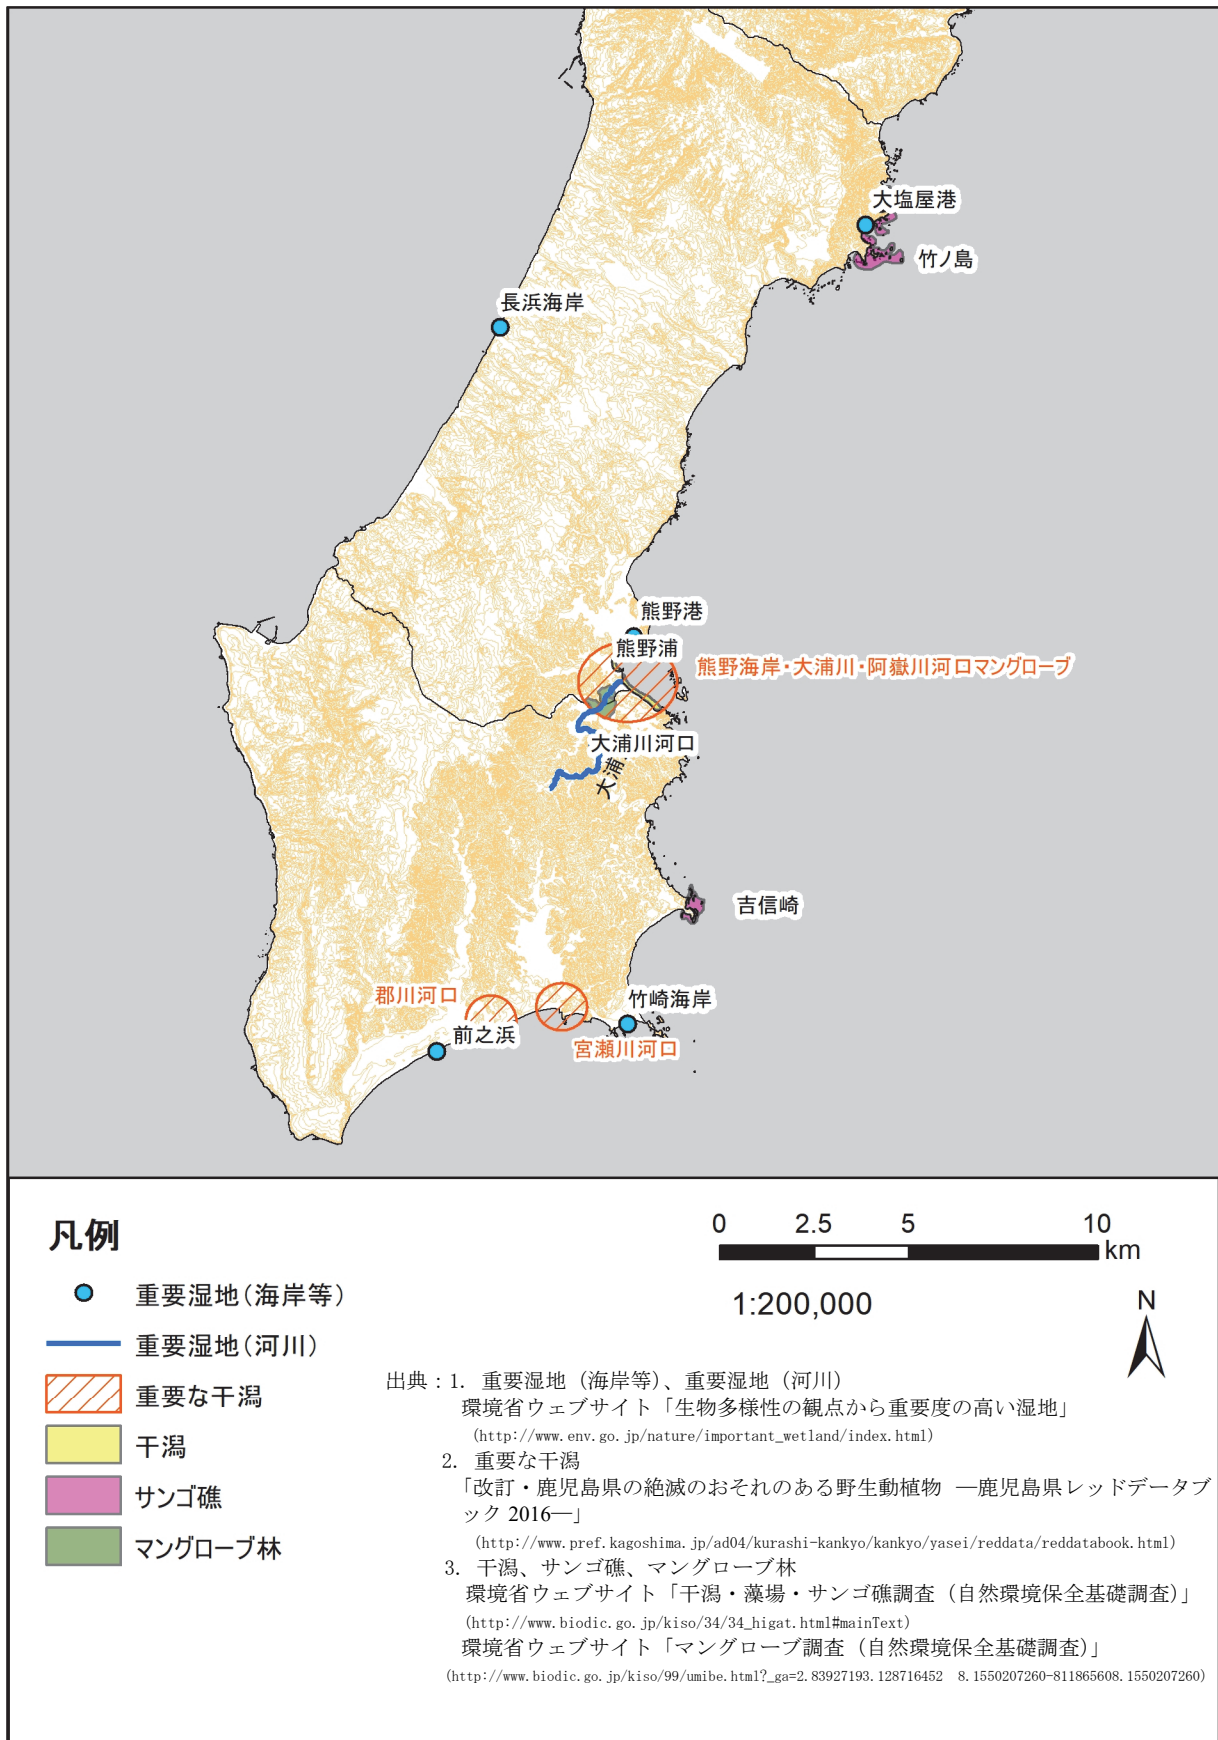 大塩屋港
竹ノ島
長浜海岸
熊野港
熊野浦
熊野海岸・大浦川・阿嶽川河口マングローブ
大浦川河口
大浦
吉信崎
郡川河口
竹崎海岸
前之浜
宮瀬川河口
凡例
重要湿地（海岸等）
重要湿地（河川）
重要な干潟
干潟
サンゴ礁
マングローブ林
0 2.5 5 10
km
1:200,000
N
出典：1. 重要湿地（海岸等）、重要湿地（河川）
環境省ウェブサイト「生物多様性の観点から重要度の高い湿地」
(http://www.env.go.jp/nature/important_wetland/index.html)
2. 重要な干潟
「改訂・鹿児島県の絶滅のおそれのある野生動植物 ―鹿児島県レッドデータブ
ック 2016―」
(http://www.pref.kagoshima.jp/ad04/kurashi-kankyo/kankyo/yasei/reddata/reddatabook.html)
3. 干潟、サンゴ礁、マングローブ林
環境省ウェブサイト「干潟・藻場・サンゴ礁調査（自然環境保全基礎調査）」
(http://www.biodic.go.jp/kiso/34/34_higat.html#mainText)
環境省ウェブサイト「マングローブ調査（自然環境保全基礎調査）」
(http://www.biodic.go.jp/kiso/99/umibe.html?_ga=2.83927193.128716452 8.1550207260-811865608.1550207260)